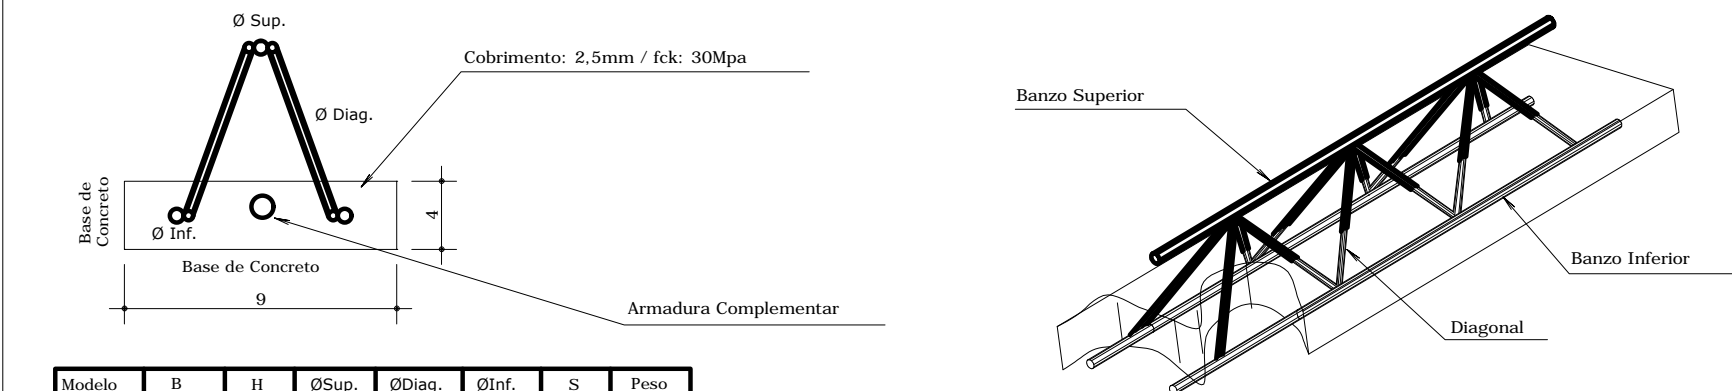 Ø Sup.
Cobrimento: 2,5mm / fck: 30Mpa
Ø Diag.
Base de
Concreto
Ø Inf.
4
Base de Concreto
9
Armadura Complementar
Banzo Superior
Banzo Inferior
Diagonal
Modelo B H ØSup. ØDiag. ØInf. S Peso